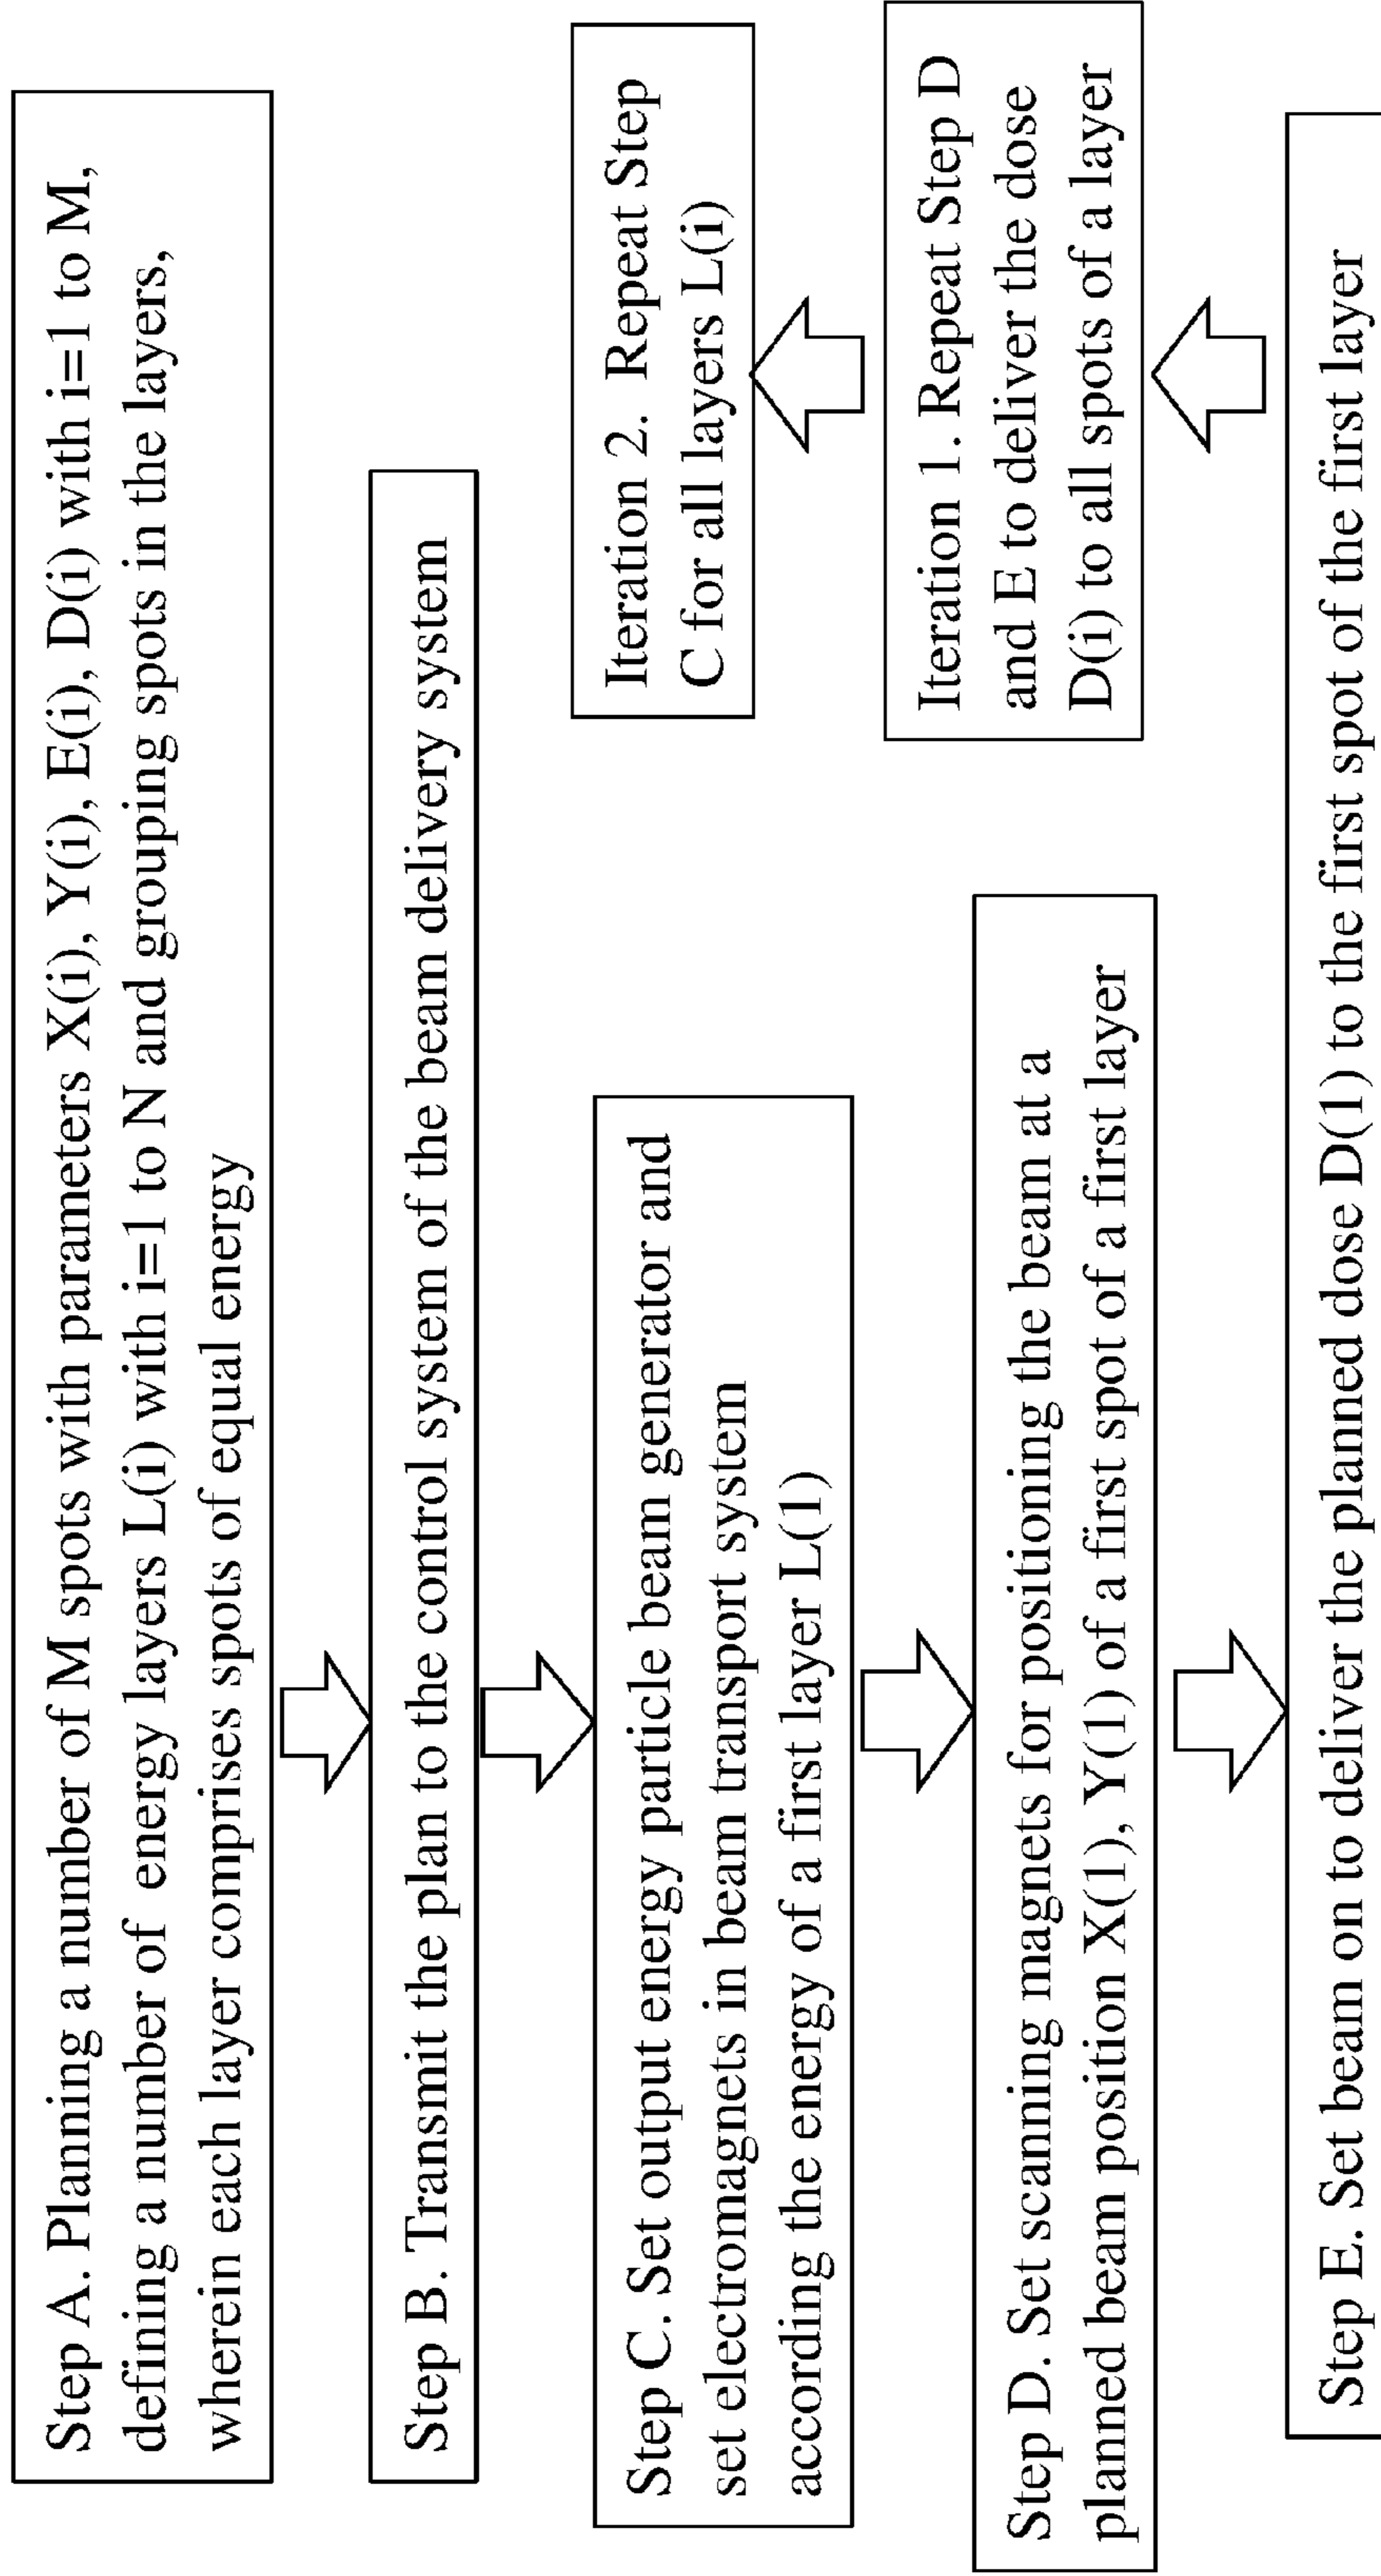 Step A. Planning a number of M spots with parameters X(i), Y(i), E(i), D(i) with i=1 to M,
defining a number of energy layers L(i) with i=1 to N and grouping spots in the layers,
wherein each layer comprises spots of equal energy
Step B. Transmit the plan to the control system of the beam delivery system
Step C. Set output energy particle beam generator and
set electromagnets in beam transport system
according the energy of a first layer L(1)
Step D. Set scanning magnets for positioning the beam at a
planned beam position X(1), Y(1) of a first spot of a first layer
Step E. Set beam on to deliver the planned dose D(1) to the first spot of the first layer
Iteration 1. Repeat Step D
and E to deliver the dose
D(i) to all spots of a layer
Iteration 2. Repeat Step
C for all layers L(i)